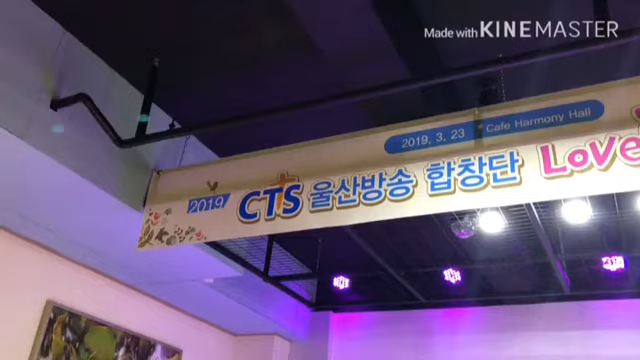 Made with KINEMASTER
2019. 3. 23 Cafe Harmony Hall
2019 CTS 울산방송 합창단 Love